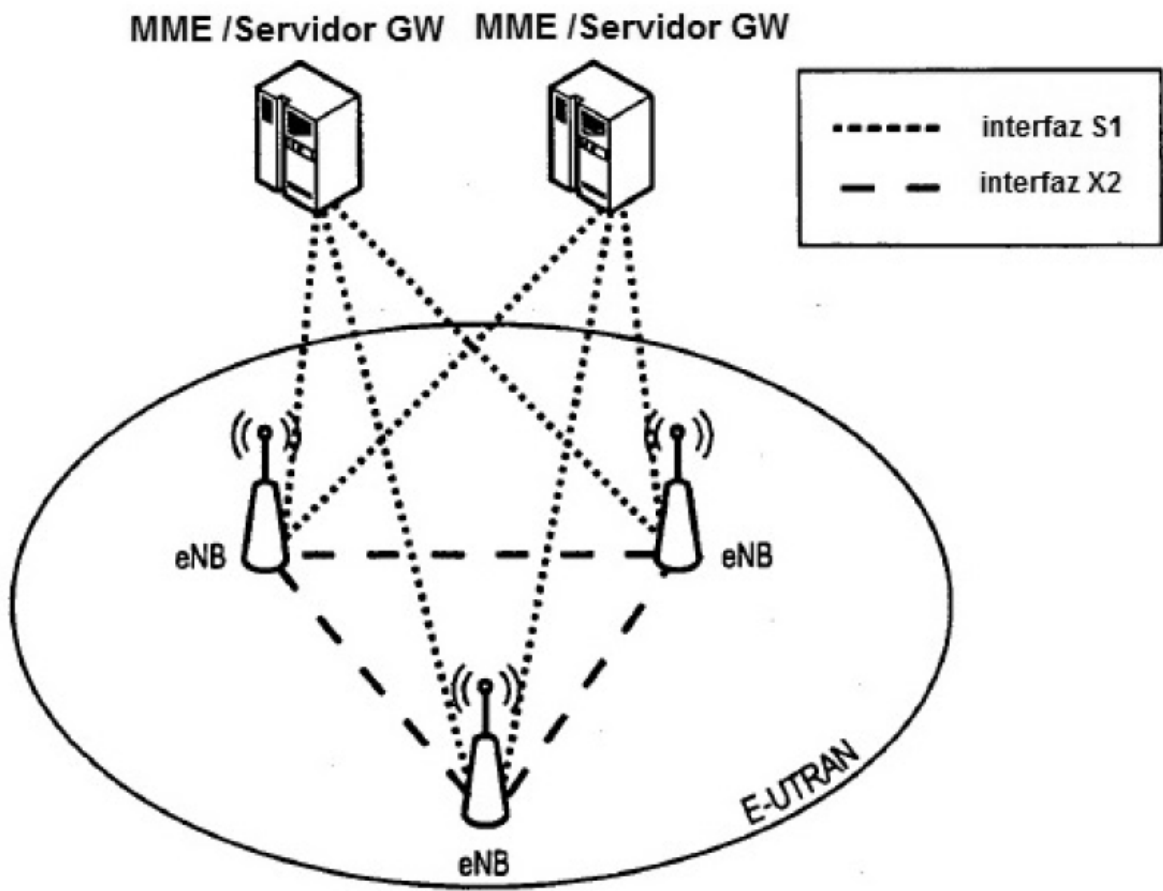 MME /Servidor GW
MME /Servidor GW
interfaz S1
interfaz X2
eNB
eNB
eNB
E-UTRAN